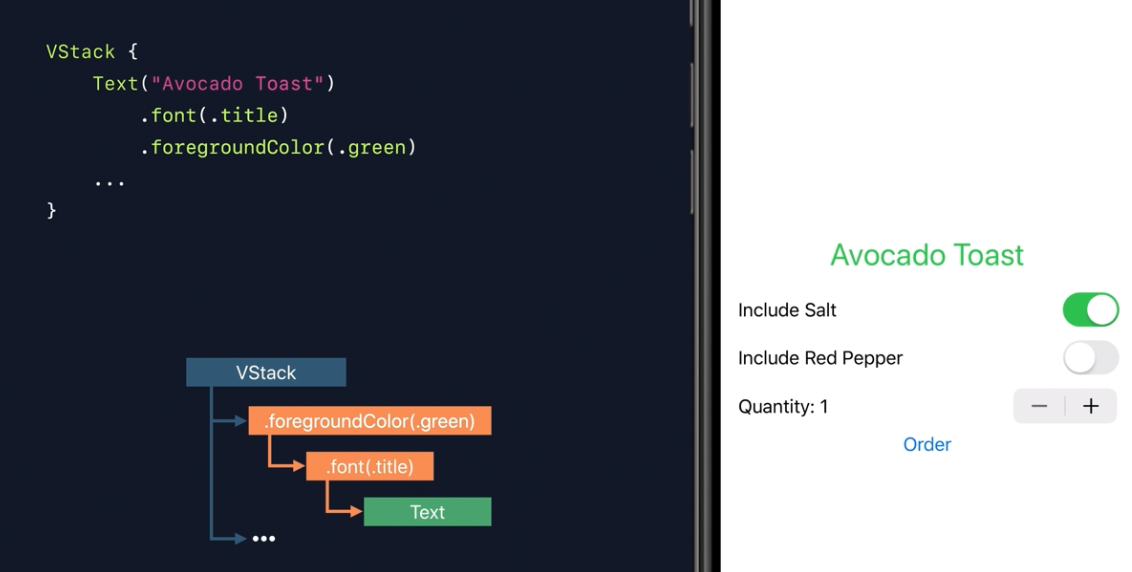 VStack {
Text("Avocado Toast")
.font(.title)
.foregroundColor(.green)
...
}
VStack
.foregroundColor(.green)
.font(.title)
Text
•••
Avocado Toast
Include Salt
Include Red Pepper
Quantity: 1
Order